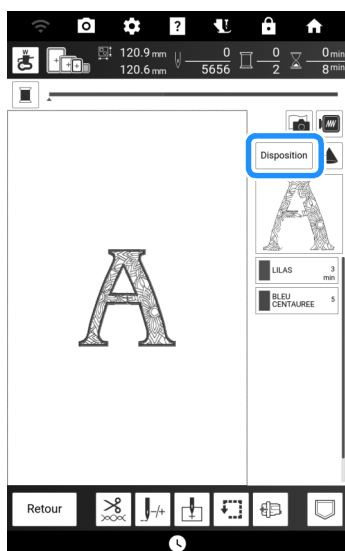 ?
W
120.9 mm
120.6 mm
0
5656
0
2
0 min
8 min
Disposition
A
LILAS 3 min
BLEU CENTAUREE 5
A
Retour
-/+